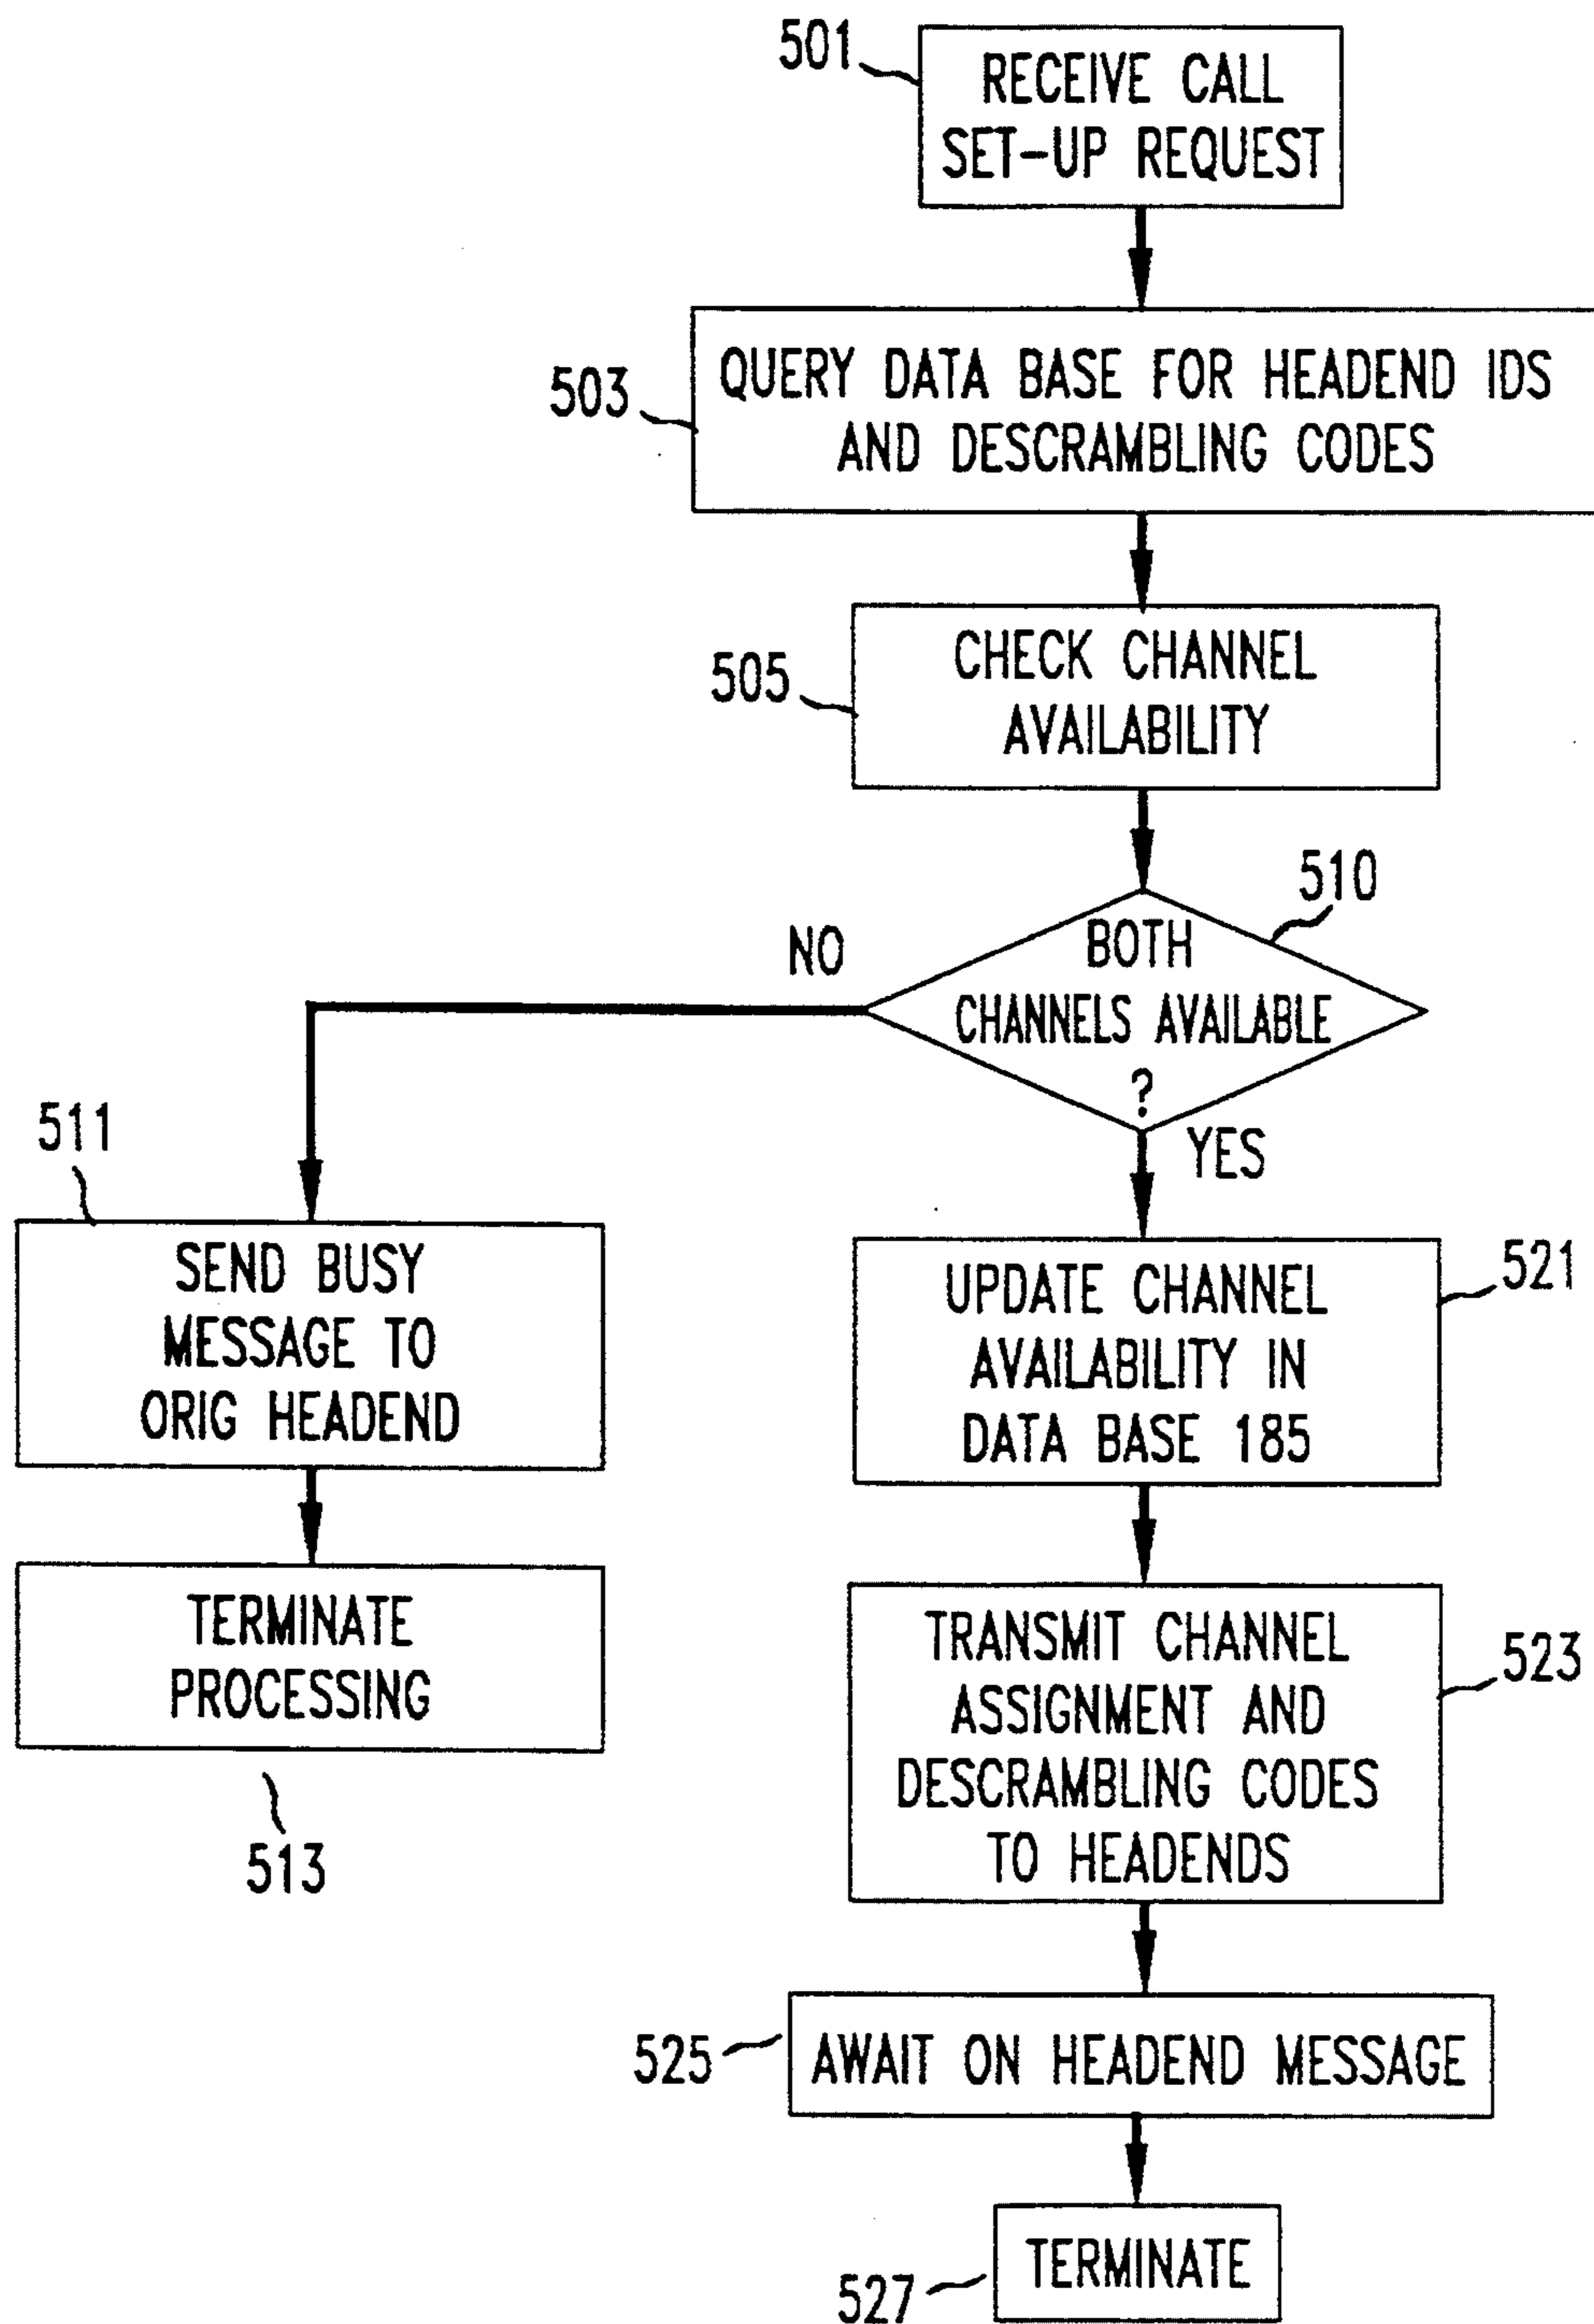 501
RECEIVE CALL
SET-UP REQUEST
503
QUERY DATA BASE FOR HEADEND IDS
AND DESCRAMBLING CODES
505
CHECK CHANNEL
AVAILABILITY
510
NO
BOTH
CHANNELS AVAILABLE
?
YES
511
SEND BUSY
MESSAGE TO
ORIG HEADEND
TERMINATE
PROCESSING
513
521
UPDATE CHANNEL
AVAILABILITY IN
DATA BASE 185
523
TRANSMIT CHANNEL
ASSIGNMENT AND
DESCRAMBLING CODES
TO HEADENDS
525
AWAIT ON HEADEND MESSAGE
527
TERMINATE